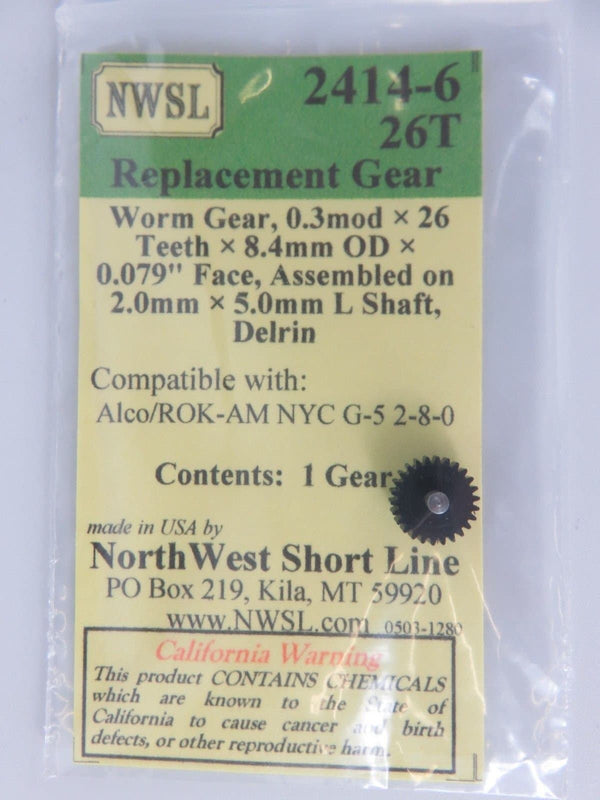 NWSL
2414-6
26T
Replacement Gear
Worm Gear, 0.3mod × 26
Teeth × 8.4mm OD ×
0.079" Face, Assembled on
2.0mm × 5.0mm L Shaft,
Delrin
Compatible with:
Alco/ROK-AM NYC G-5 2-8-0
Contents: 1 Gear
made in USA by
NorthWest Short Line
PO Box 219, Kila, MT 59920
www.NWSL.com 0503-1280
California Warning
This product CONTAINS CHEMICALS
which are known to the State of
California to cause cancer and birth
defects, or other reproductive harm.